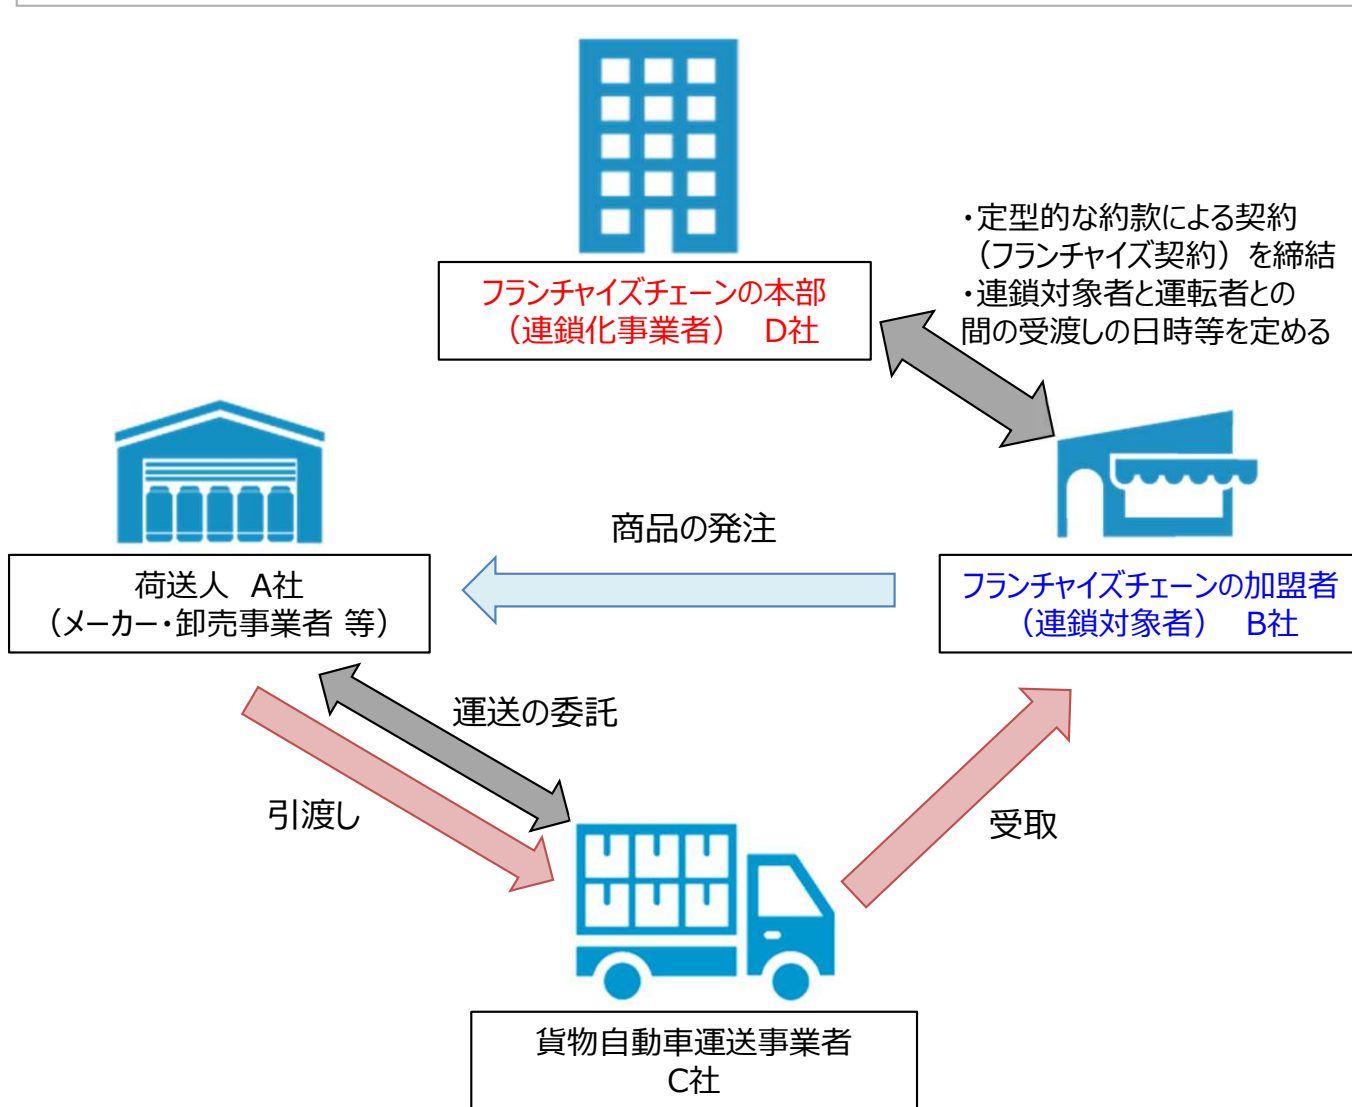 フランチャイズチェーンの本部
（連鎖化事業者）　D社
・定型的な約款による契約
（フランチャイズ契約）を締結
・連鎖対象者と運転者との
間の受渡しの日時等を定める
商品の発注
荷送人　A社
（メーカー・卸売事業者 等）
フランチャイズチェーンの加盟者
（連鎖対象者）　B社
運送の委託
引渡し
受取
貨物自動車運送事業者
C社